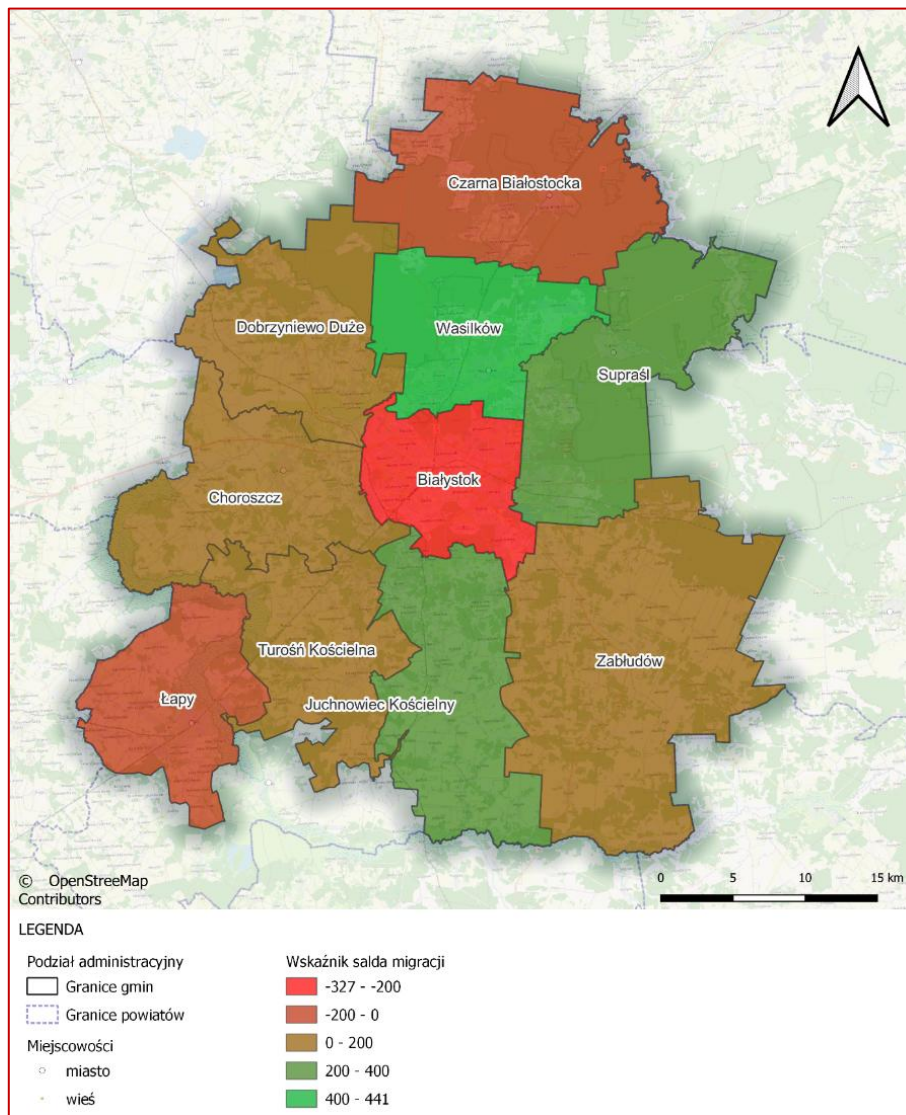 Czarna Białostocka
Dobrzyniewo Duże
Wasilków
Supraśl
Białystok
Choroszcz
Turośń Kościelna
Zabłudów
Łapy
Juchnowiec Kościelny
© OpenStreetMap
Contributors
0 5 10 15 km
LEGENDA
Podział administracyjny
Granice gmin
Granice powiatów
Miejscowości
miasto
wieś
Wskaźnik salda migracji
-327 - -200
-200 - 0
0 - 200
200 - 400
400 - 441